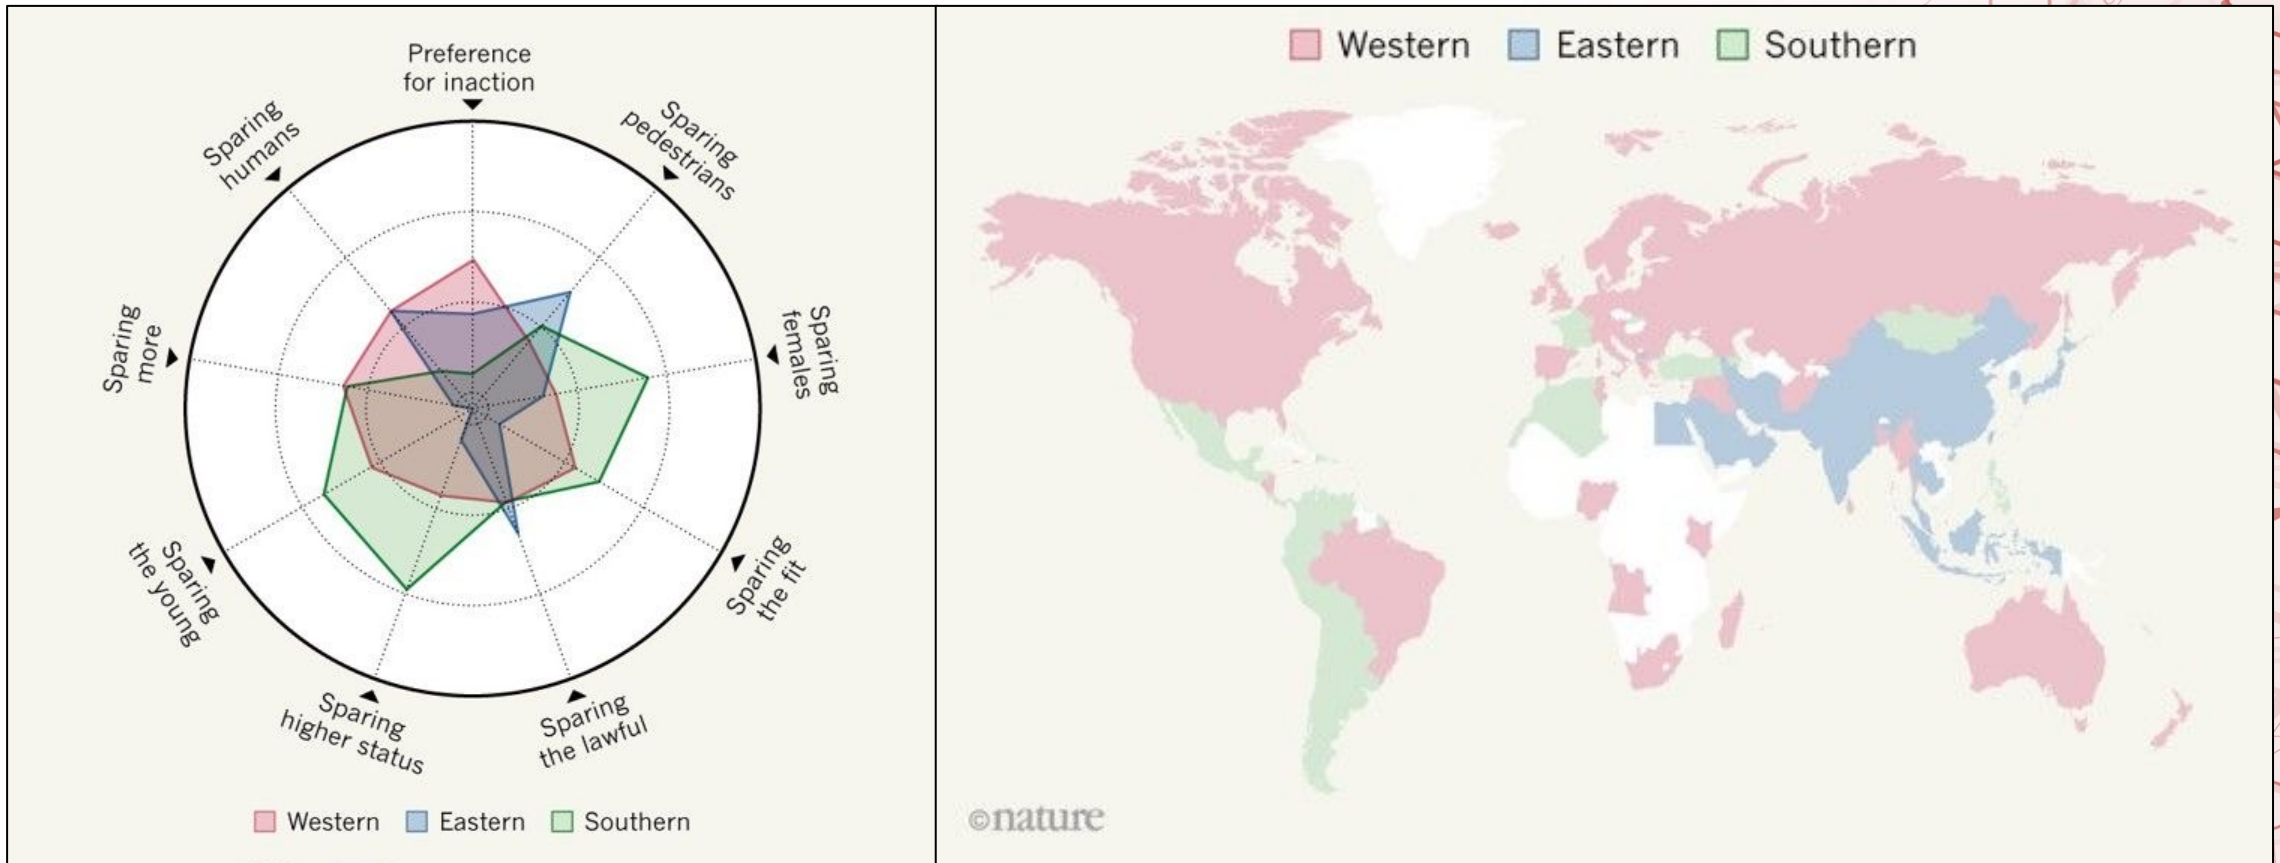 Preference
for inaction
Sparing
pedestrians
Sparing
females
Sparing
the fit
Sparing
the lawful
Sparing
higher status
Sparing
the young
Sparing
more
Sparing
humans
Western
Eastern
Southern
Western
Eastern
Southern
©nature